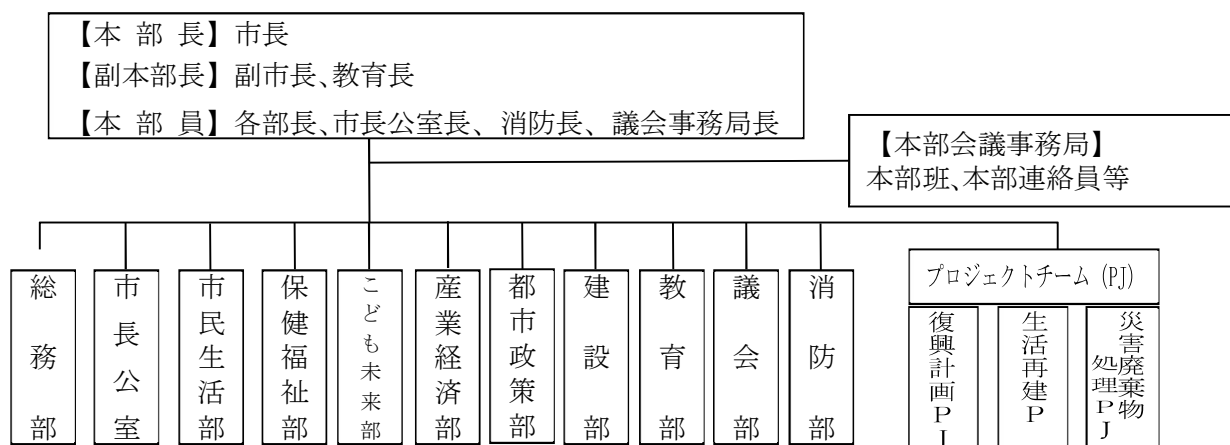 【本 部 長】市長
【副本部長】副市長、教育長
【本 部 員】各部長、市長公室長、消防長、議会事務局長
【本部会議事務局】
本部班、本部連絡員等
総務部
市長公室
市民生活部
保健福祉部
こども未来部
産業経済部
都市政策部
建設部
教育部
議会部
消防部
プロジェクトチーム (PJ)
復興計画PJ
生活再建P
災害廃棄物
処理PJ